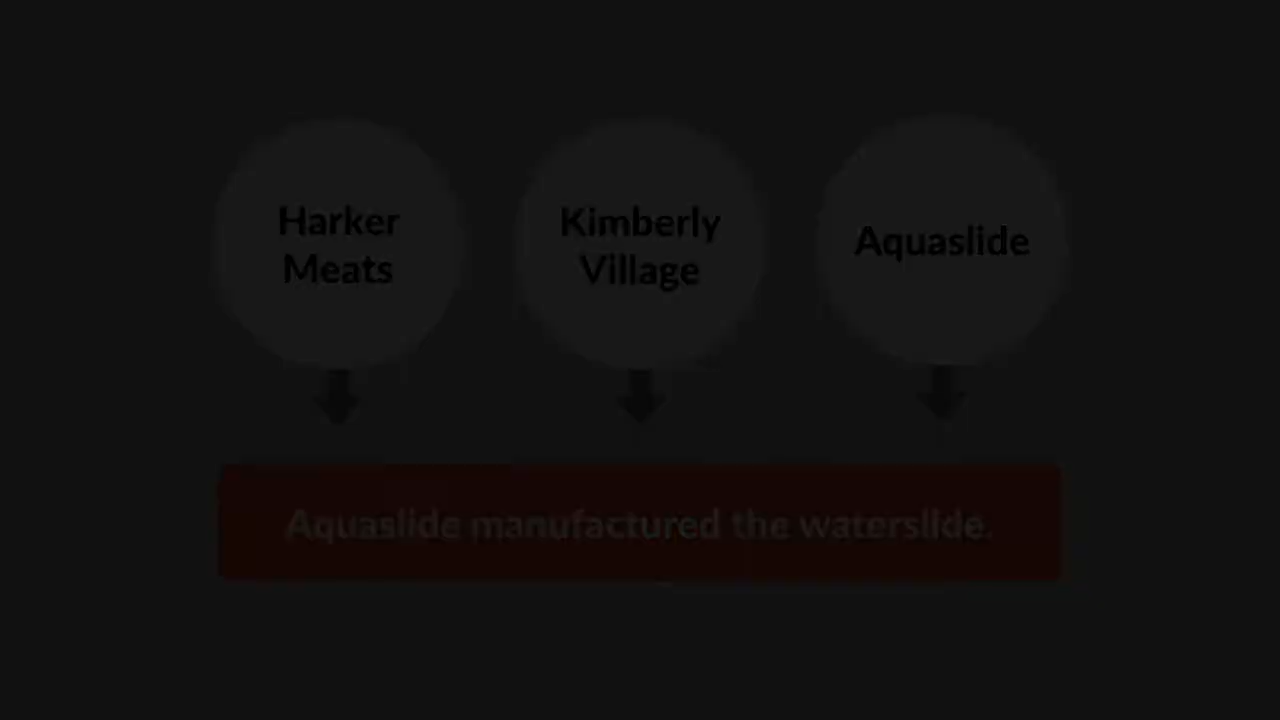 Harker
Meats
Kimberly
Village
Aquaslide
Aquaslide manufactured the waterslide.